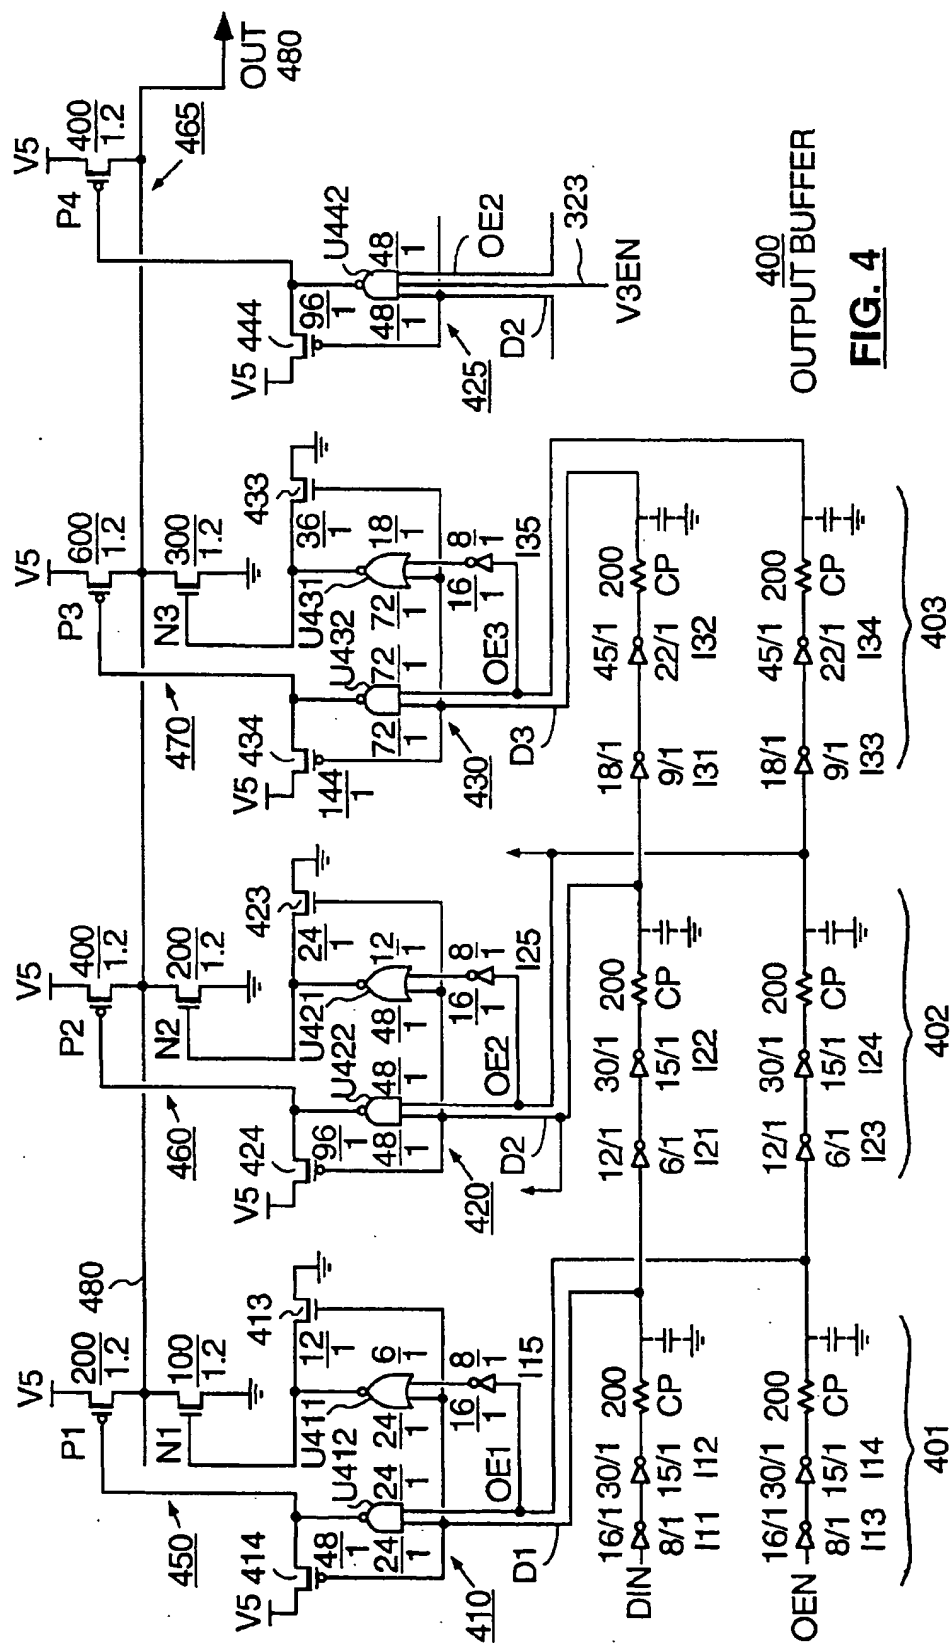 V5
P1
200
1.2
480
N1
100
1.2
450
V5
P2
400
1.2
N2
200
1.2
460
V5
P3
600
1.2
N3
300
1.2
470
V5
P4
400
1.2
465
OUT
480
V5
414
48
1
U412
24
1
24
1
U411
24
1
6
1
12
1
413
16
1
8
1
I15
OE1
410
D1
V5
424
96
1
U422
48
1
48
1
U421
48
1
12
1
24
1
423
16
1
8
1
I25
OE2
420
D2
V5
434
144
1
U432
72
1
72
1
U431
72
1
18
1
36
1
433
16
1
8
1
I35
OE3
430
D3
V5
444
96
1
U442
48
1
48
1
425
D2
OE2
V3EN
323
DIN
16/1
8/1
I11
30/1
15/1
I12
200
CP
12/1
6/1
I21
30/1
15/1
I22
200
CP
18/1
9/1
I31
45/1
22/1
I32
200
CP
OEN
16/1
8/1
I13
30/1
15/1
I14
200
CP
12/1
6/1
I23
30/1
15/1
I24
200
CP
18/1
9/1
I33
45/1
22/1
I34
200
CP
401
402
403
400
OUTPUT BUFFER
FIG. 4